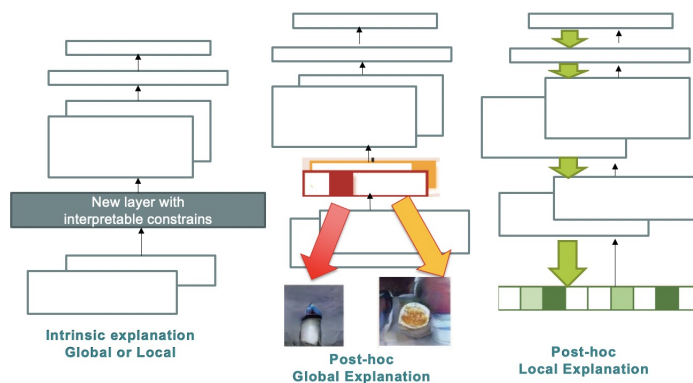 New layer with
interpretable constrains
Intrinsic explanation
Global or Local
Post-hoc
Global Explanation
Post-hoc
Local Explanation